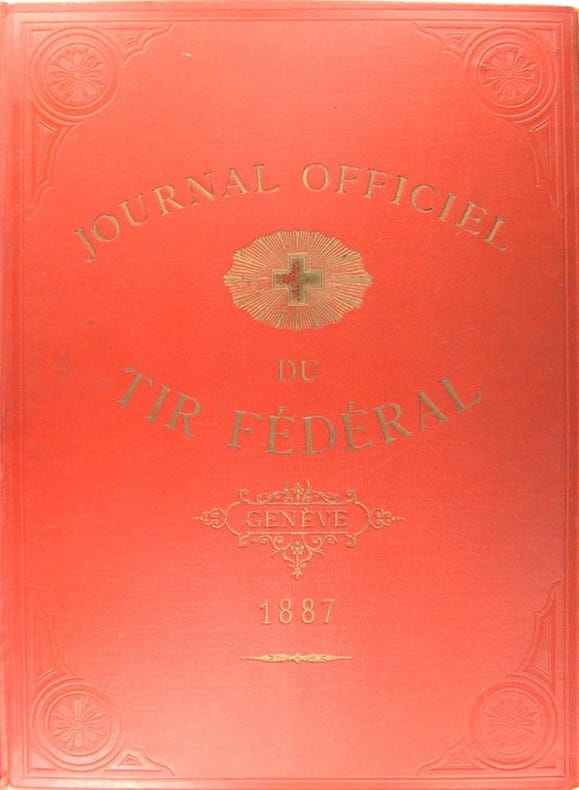 JOURNAL OFFICIEL
DU
TIR FÉDÉRAL
GENÈVE
1887